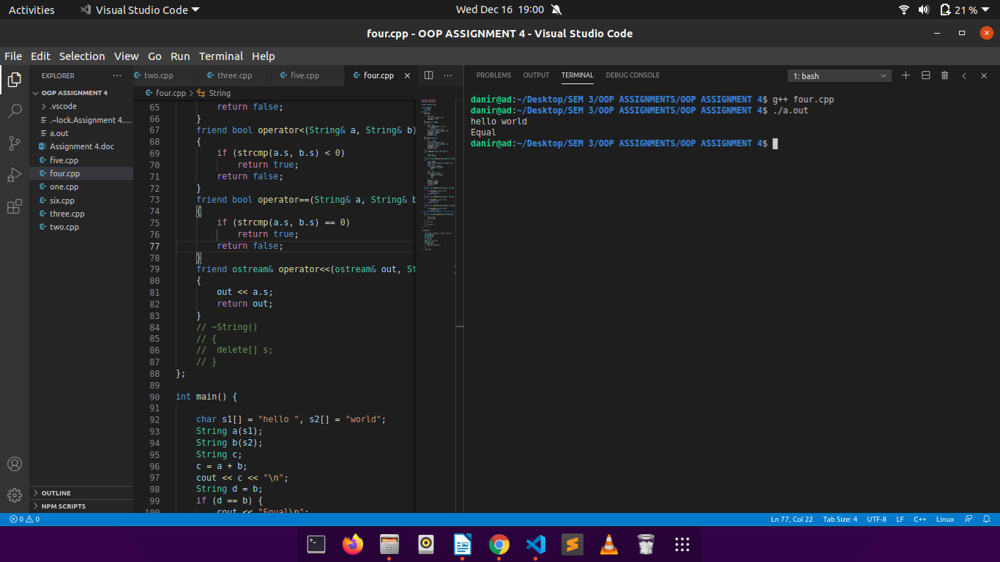 Activities Visual Studio Code Wed Dec 16 19:00 21 %
four.cpp - OOP ASSIGNMENT 4 - Visual Studio Code
File Edit Selection View Go Run Terminal Help
EXPLORER
OOP ASSIGNMENT 4
.vscode
.~lock.Assignment 4....
a.out
Assignment 4.doc
five.cpp
four.cpp
one.cpp
six.cpp
three.cpp
two.cpp
OUTLINE
NPM SCRIPTS
two.cpp three.cpp five.cpp four.cpp
four.cpp > String
65 return false;
66 }
67 friend bool operator<(String& a, String& b)
68 {
69 if (strcmp(a.s, b.s) < 0)
70 return true;
71 return false;
72 }
73 friend bool operator==(String& a, String& b
74 {
75 if (strcmp(a.s, b.s) == 0)
76 return true;
77 return false;
78 }
79 friend ostream& operator<<(ostream& out, St
80 {
81 out << a.s;
82 return out;
83 }
84 // ~String()
85 // {
86 //  delete[] s;
87 // }
88 };
89
90 int main() {
91
92 char s1[] = "hello ", s2[] = "world";
93 String a(s1);
94 String b(s2);
95 String c;
96 c = a + b;
97 cout << c << "\n";
98 String d = b;
99 if (d == b) {
100 cout << "Equal\n";
PROBLEMS OUTPUT TERMINAL DEBUG CONSOLE 1: bash
danir@ad:~/Desktop/SEM 3/OOP ASSIGNMENTS/OOP ASSIGNMENT 4$ g++ four.cpp
danir@ad:~/Desktop/SEM 3/OOP ASSIGNMENTS/OOP ASSIGNMENT 4$ ./a.out
hello world
Equal
danir@ad:~/Desktop/SEM 3/OOP ASSIGNMENTS/OOP ASSIGNMENT 4$
0 0 Ln 77, Col 22 Tab Size: 4 UTF-8 LF C++ Linux